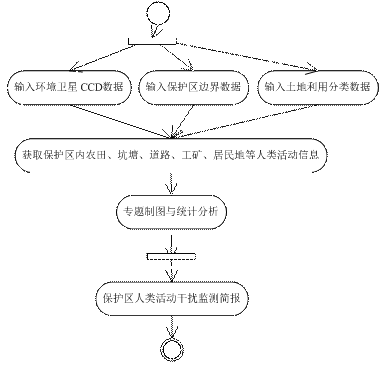 输入环境卫星 CCD数据
输入保护区边界数据
输入土地利用分类数据
获取保护区内农田、坑塘、道路、工矿、居民地等人类活动信息
专题制图与统计分析
保护区人类活动干扰监测简报